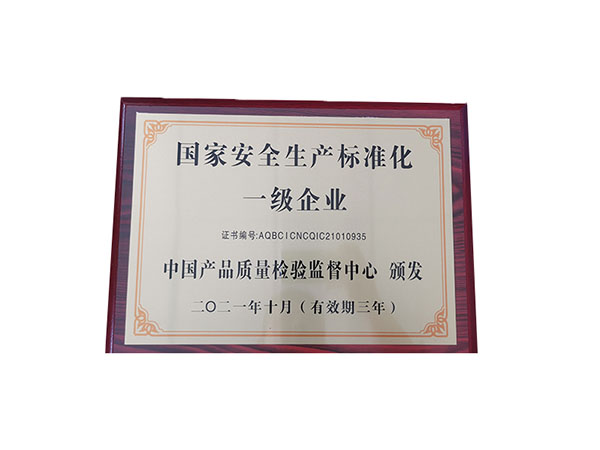 国家安全生产标准化
一级企业
证书编号:AQBCICNCQIC21010935
中国产品质量检验监督中心 颁发
二〇二一年十月(有效期三年)